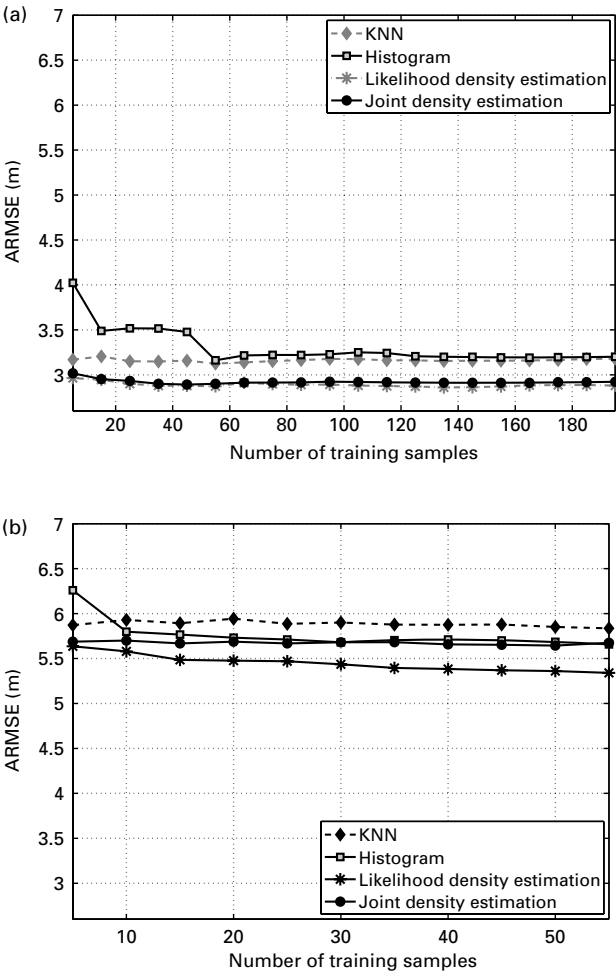 (a)
7
6.5
6
5.5
5
4.5
4
3.5
3
ARMSE (m)
KNN
Histogram
Likelihood density estimation
Joint density estimation
20 40 60 80 100 120 140 160 180
Number of training samples
(b)
7
6.5
6
5.5
5
4.5
4
3.5
3
ARMSE (m)
KNN
Histogram
Likelihood density estimation
Joint density estimation
10 20 30 40 50
Number of training samples